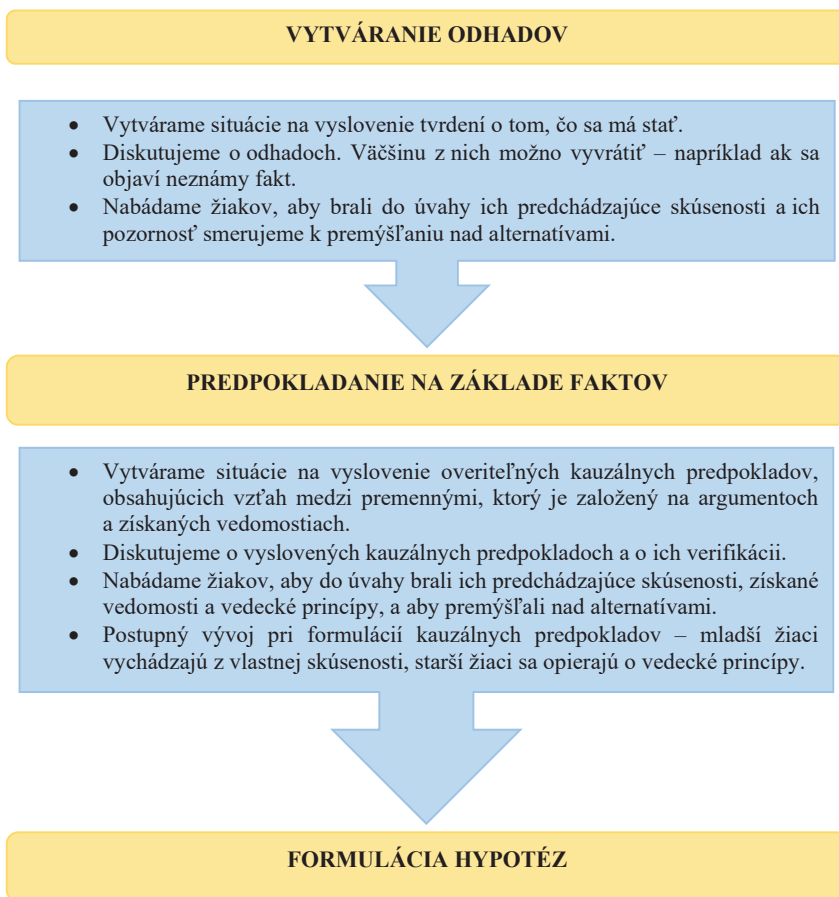 VYTVÁRANIE ODHADOV
• Vytvárame situácie na vyslovenie tvrdení o tom, čo sa má stať.
• Diskutujeme o odhadoch. Väčšinu z nich možno vyvrátiť – napríklad ak sa
objaví neznámy fakt.
• Nabádame žiakov, aby brali do úvahy ich predchádzajúce skúsenosti a ich
pozornosť smerujeme k premýšľaniu nad alternatívami.
PREDPOKLADANIE NA ZÁKLADE FAKTOV
• Vytvárame situácie na vyslovenie overiteľných kauzálnych predpokladov,
obsahujúcich vzťah medzi premennými, ktorý je založený na argumentoch
a získaných vedomostiach.
• Diskutujeme o vyslovených kauzálnych predpokladoch a o ich verifikácii.
• Nabádame žiakov, aby do úvahy brali ich predchádzajúce skúsenosti, získané
vedomosti a vedecké princípy, a aby premýšľali nad alternatívami.
• Postupný vývoj pri formulácií kauzálnych predpokladov – mladší žiaci
vychádzajú z vlastnej skúsenosti, starší žiaci sa opierajú o vedecké princípy.
FORMULÁCIA HYPOTÉZ